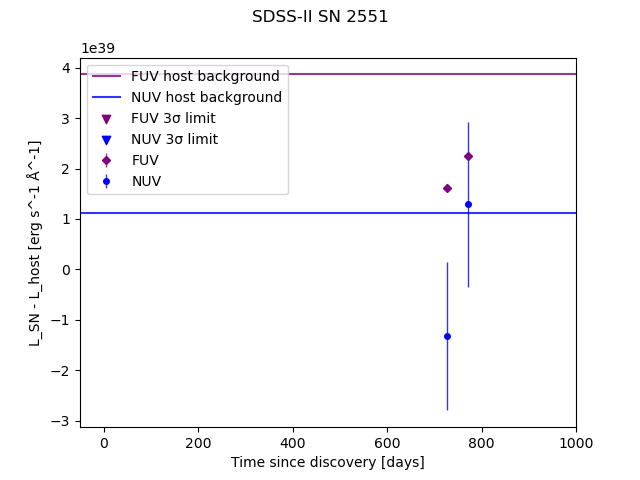 SDSS-II SN 2551
1e39
FUV host background
NUV host background
FUV 3σ limit
NUV 3σ limit
FUV
NUV
4
3
2
1
0
−1
−2
−3
L_SN - L_host [erg s^-1 Å^-1]
0 200 400 600 800 1000
Time since discovery [days]